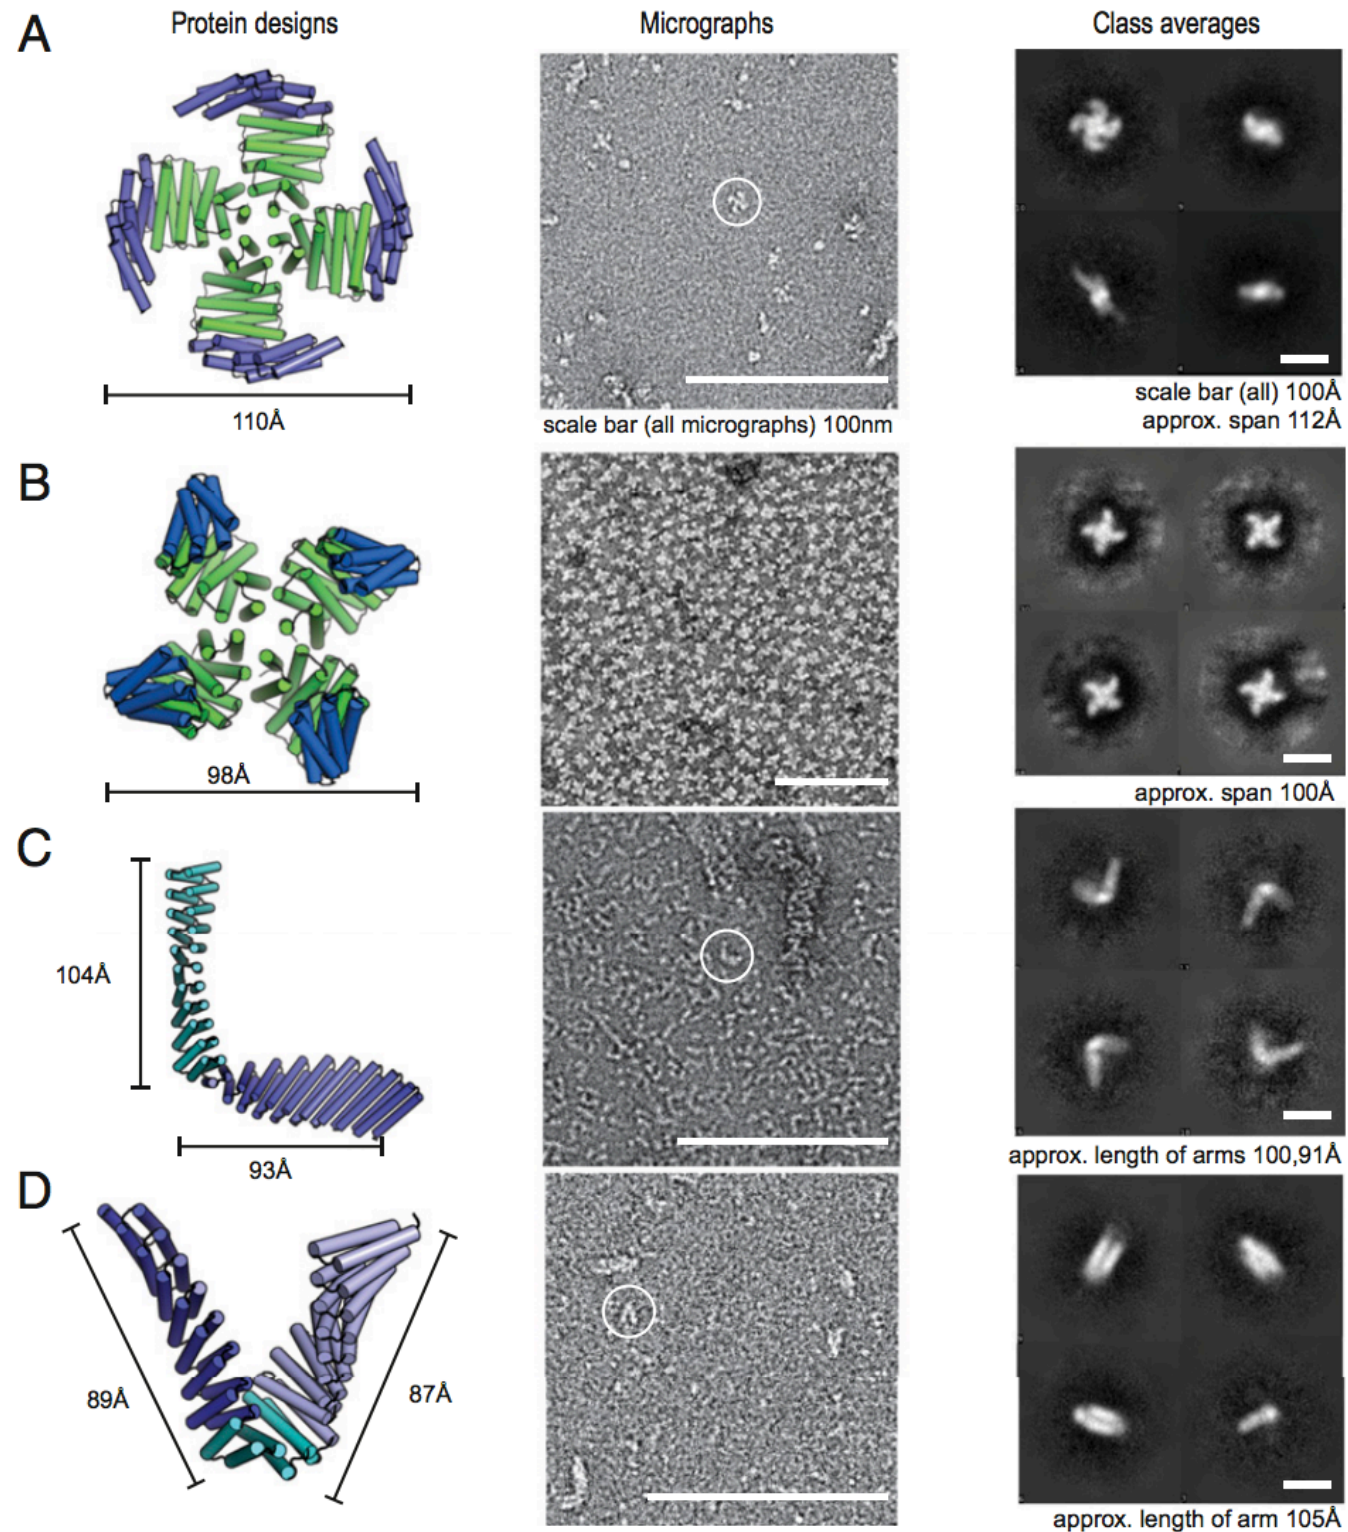 A
Protein designs
Micrographs
Class averages
110Å
scale bar (all micrographs) 100nm
scale bar (all) 100Å
approx. span 112Å
B
98Å
approx. span 100Å
C
104Å
93Å
approx. length of arms 100,91Å
D
89Å
87Å
approx. length of arm 105Å